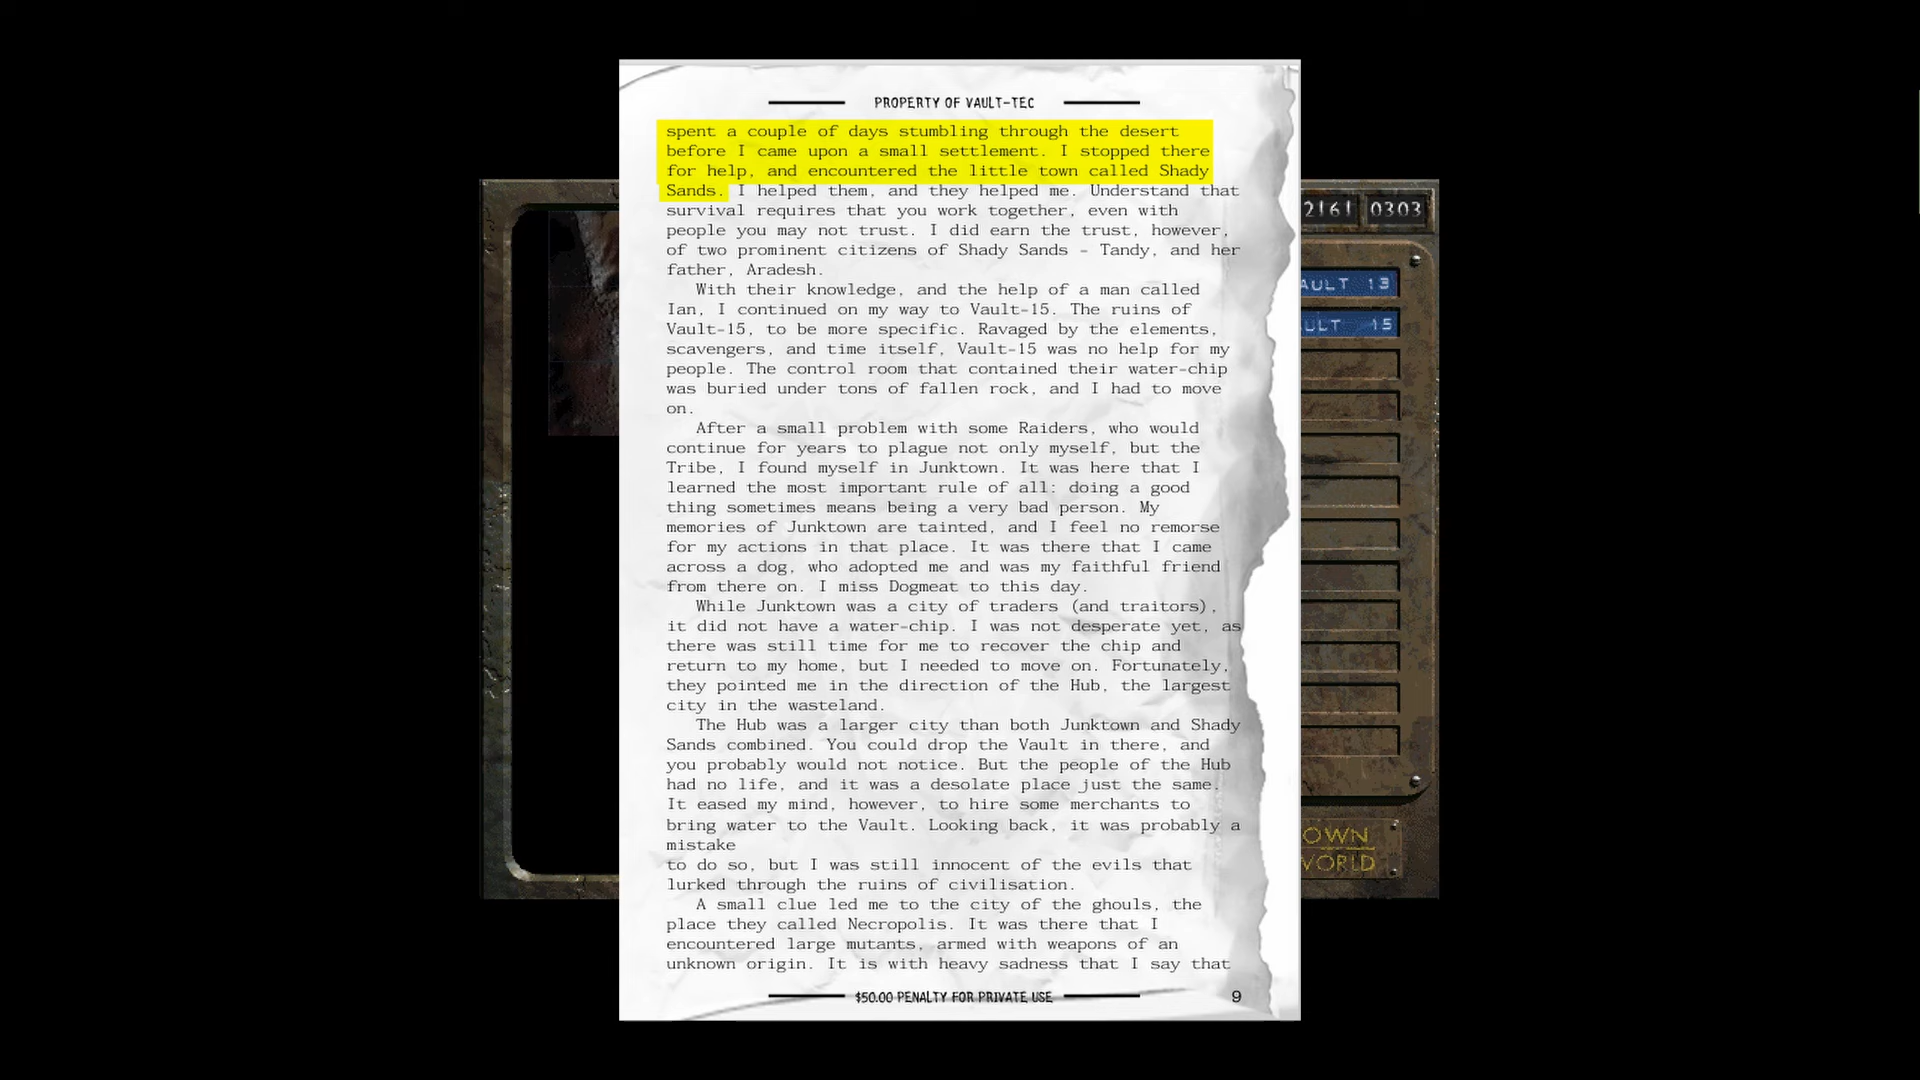 PROPERTY OF VAULT-TEC
spent a couple of days stumbling through the desert
before I came upon a small settlement. I stopped there
for help, and encountered the little town called Shady
Sands. I helped them, and they helped me. Understand that
survival requires that you work together, even with
people you may not trust. I did earn the trust, however,
of two prominent citizens of Shady Sands - Tandy, and her
father, Aradesh.
With their knowledge, and the help of a man called
Ian, I continued on my way to Vault-15. The ruins of
Vault-15, to be more specific. Ravaged by the elements,
scavengers, and time itself, Vault-15 was no help for my
people. The control room that contained their water-chip
was buried under tons of fallen rock, and I had to move
on.
After a small problem with some Raiders, who would
continue for years to plague not only myself, but the
Tribe, I found myself in Junktown. It was here that I
learned the most important rule of all: doing a good
thing sometimes means being a very bad person. My
memories of Junktown are tainted, and I feel no remorse
for my actions in that place. It was there that I came
across a dog, who adopted me and was my faithful friend
from there on. I miss Dogmeat to this day.
While Junktown was a city of traders (and traitors),
it did not have a water-chip. I was not desperate yet, as
there was still time for me to recover the chip and
return to my home, but I needed to move on. Fortunately,
they pointed me in the direction of the Hub, the largest
city in the wasteland.
The Hub was a larger city than both Junktown and Shady
Sands combined. You could drop the Vault in there, and
you probably would not notice. But the people of the Hub
had no life, and it was a desolate place just the same.
It eased my mind, however, to hire some merchants to
bring water to the Vault. Looking back, it was probably a
mistake
to do so, but I was still innocent of the evils that
lurked through the ruins of civilisation.
A small clue led me to the city of the ghouls, the
place they called Necropolis. It was there that I
encountered large mutants, armed with weapons of an
unknown origin. It is with heavy sadness that I say that
$50.00 PENALTY FOR PRIVATE USE
9
2161 0303
AULT 13
ULT 15
OWN
WORLD